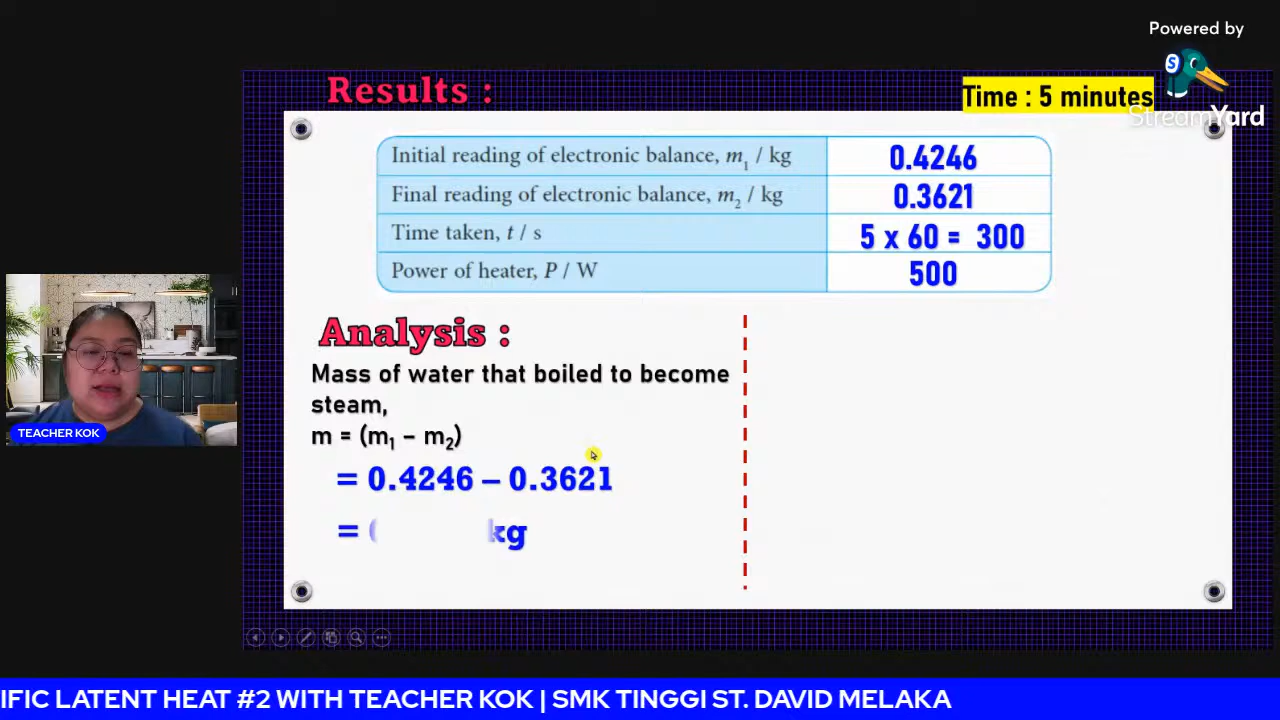 Powered by
StreamYard
Results :
Time : 5 minutes
Initial reading of electronic balance, m₁ / kg 0.4246
Final reading of electronic balance, m₂ / kg 0.3621
Time taken, t / s 5 x 60 = 300
Power of heater, P / W 500
Analysis :
Mass of water that boiled to become
steam,
m = (m₁ – m₂)
= 0.4246 – 0.3621
= kg
TEACHER KOK
IFIC LATENT HEAT #2 WITH TEACHER KOK | SMK TINGGI ST. DAVID MELAKA